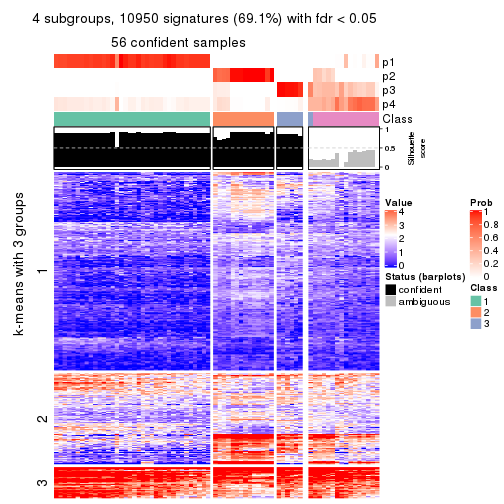 4 subgroups, 10950 signatures (69.1%) with fdr < 0.05
56 confident samples
p1
p2
p3
p4
Class
1
0.5
0
Silhouette
score
k-means with 3 groups
1
2
3
Value
4
3
2
1
0
Status (barplots)
confident
ambiguous
Prob
1
0.8
0.6
0.4
0.2
0
Class
1
2
3